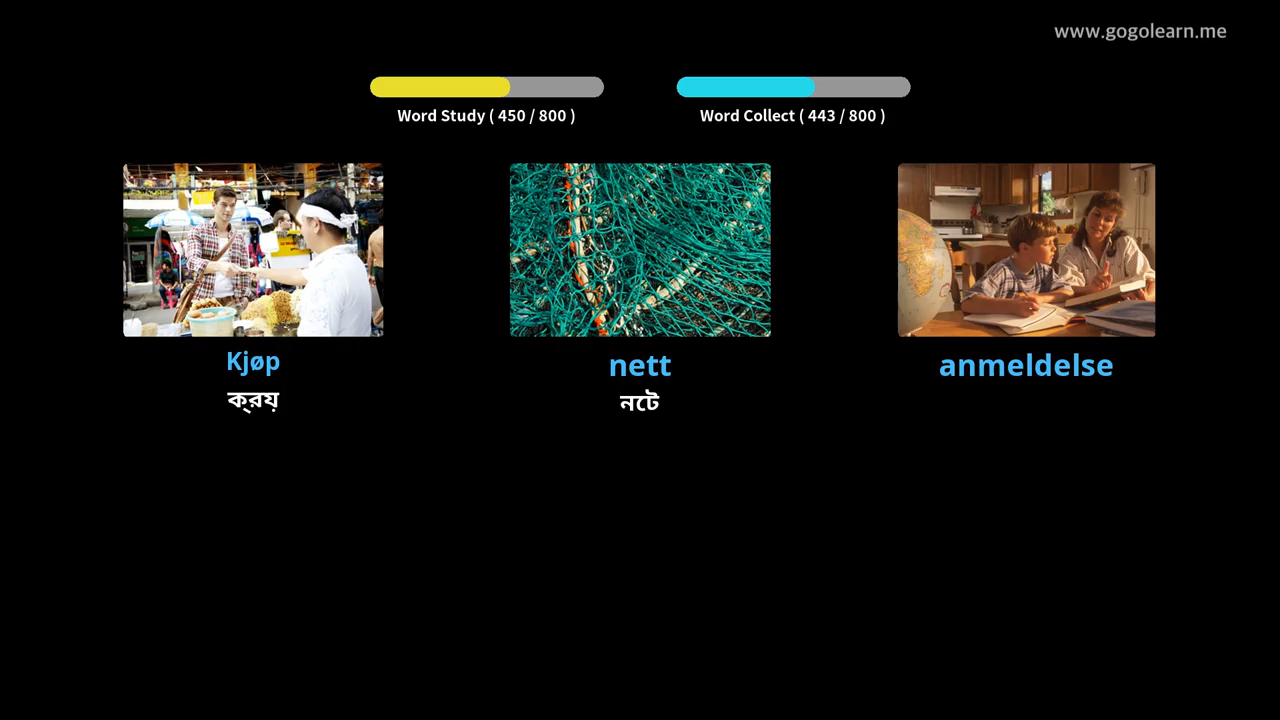 www.gogolearn.me
Word Study ( 450 / 800 )
Word Collect ( 443 / 800 )
Kjøp
nett
anmeldelse
ক্রয়
নটে